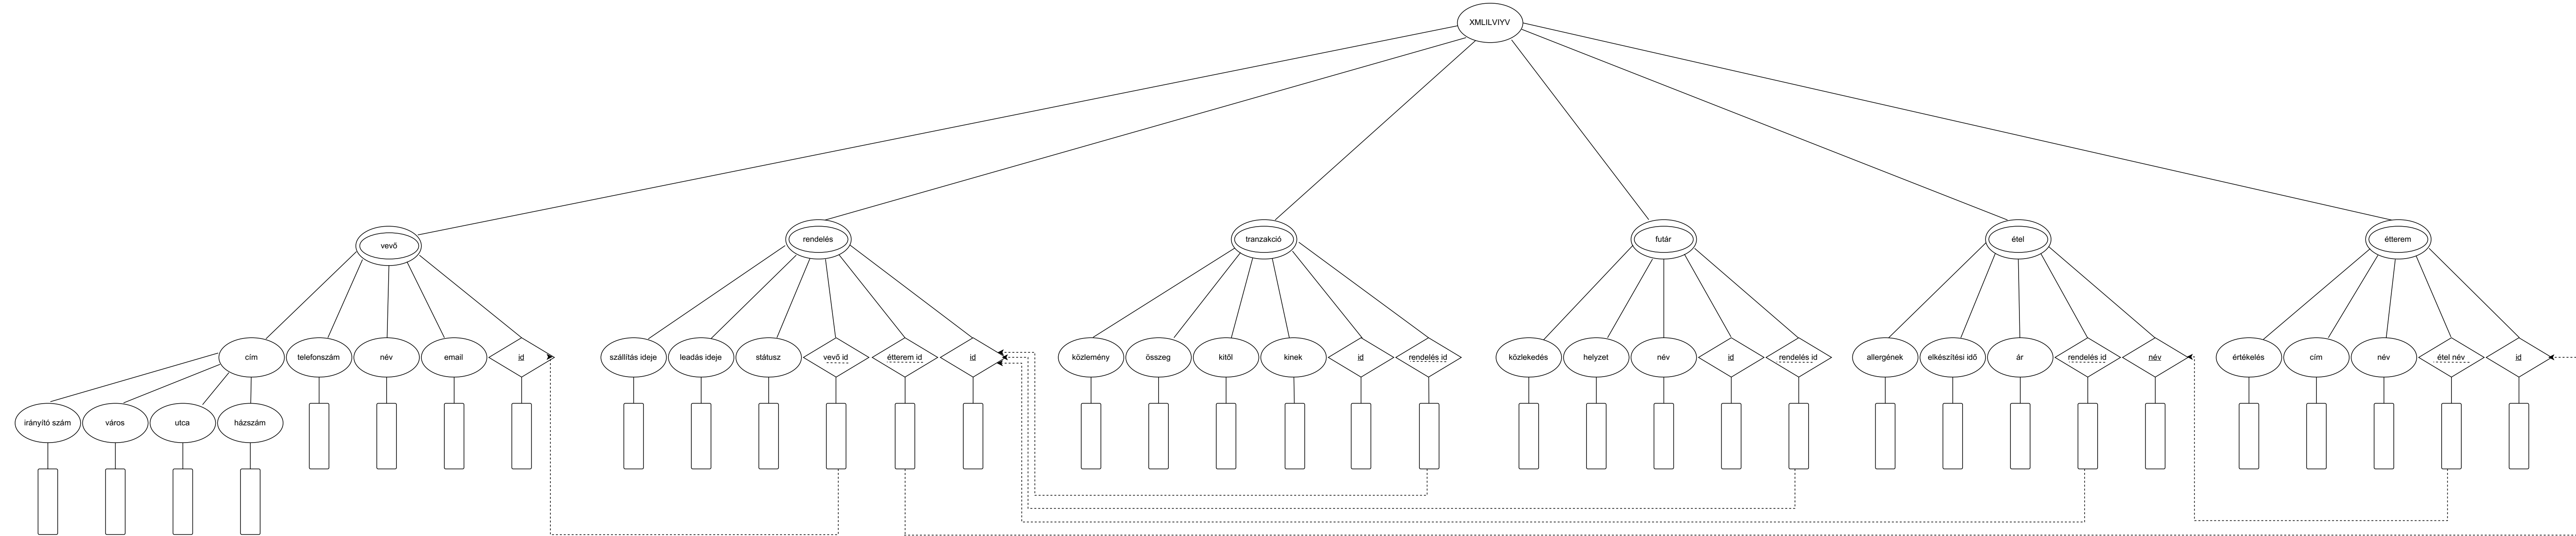 XMLILVIYV
vevő
rendelés
tranzakció
futár
étel
étterem
cím
telefonszám
név
email
id
szállítás ideje
leadás ideje
státusz
vevő id
étterem id
id
közlemény
összeg
kitől
kinek
id
rendelés id
közlekedés
helyzet
név
id
rendelés id
allergének
elkészítési idő
ár
rendelés id
név
értékelés
cím
név
étel név
id
irányító szám
város
utca
házszám